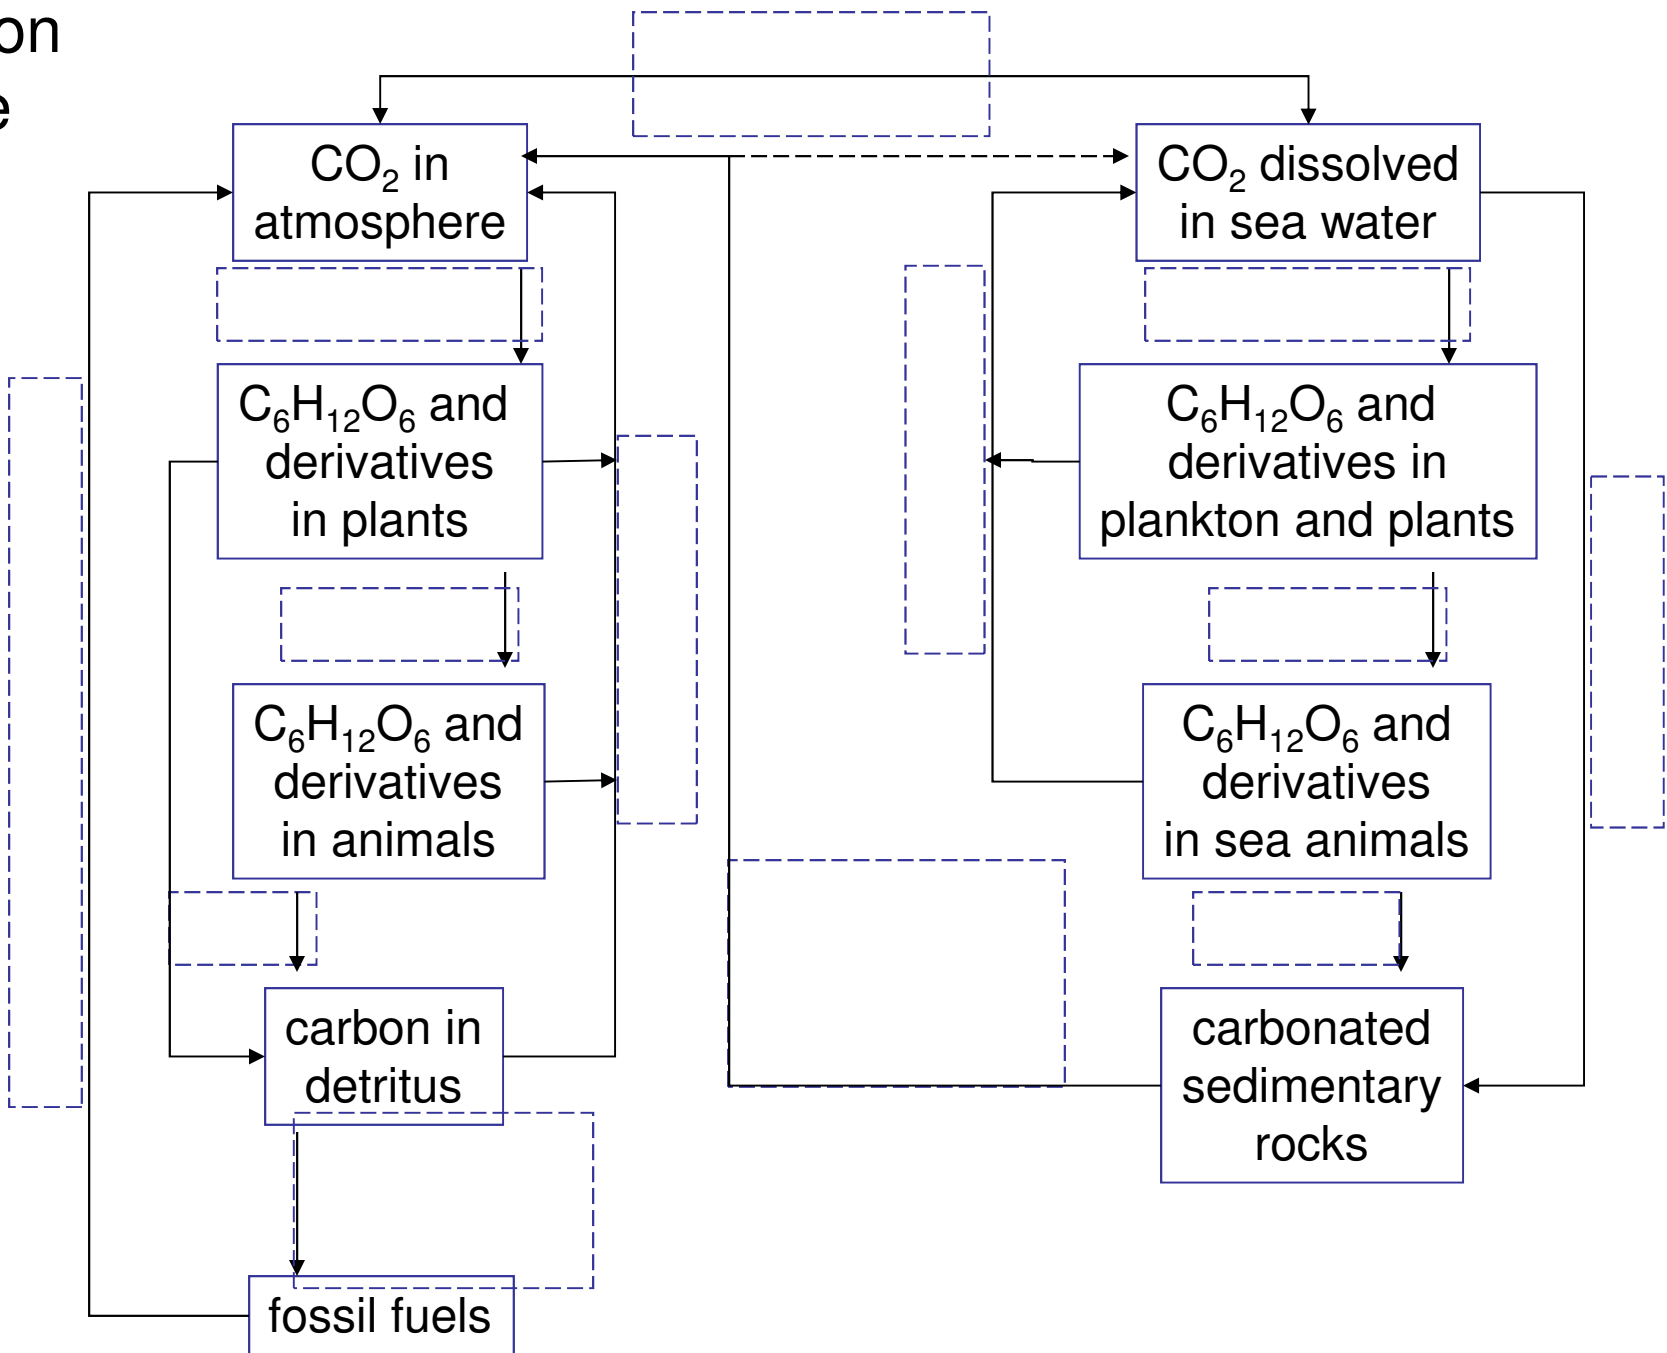 on
e
CO₂ in
atmosphere
CO₂ dissolved
in sea water
C₆H₁₂O₆ and
derivatives
in plants
C₆H₁₂O₆ and
derivatives in
plankton and plants
C₆H₁₂O₆ and
derivatives
in animals
C₆H₁₂O₆ and
derivatives
in sea animals
carbon in
detritus
carbonated
sedimentary
rocks
fossil fuels